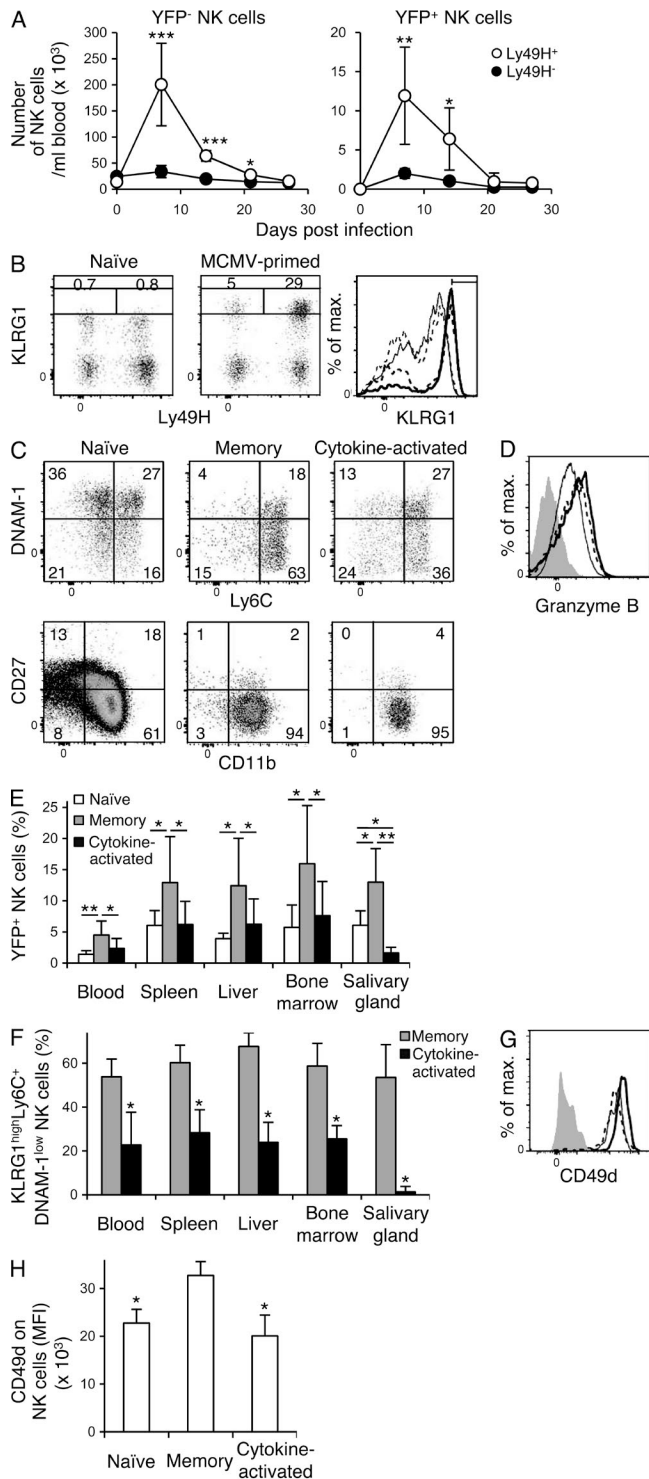 A
YFP- NK cells
YFP+ NK cells
Number
of NK cells
/ml blood (x 10³)
300
250
200
150
100
50
0
***
***
*
20
15
10
5
0
**
*
Ly49H+
Ly49H-
0 10 20 30
0 10 20 30
Days post infection
B
Naïve
MCMV-primed
0.7 0.8
5 29
KLRG1
0
0
0
0
Ly49H
% of max.
0
KLRG1
C
Naïve
Memory
Cytokine-activated
DNAM-1
36 27
21 16
4 18
15 63
13 27
24 36
0
0
0
0
0
0
Ly6C
CD27
13 18
8 61
1 2
3 94
0 4
1 95
0
0
0
0
0
0
CD11b
D
% of max.
0
Granzyme B
E
Naïve
Memory
Cytokine-
activated
YFP+ NK cells (%)
25
20
15
10
5
0
** *
* *
* *
* *
*
* **
Blood
Spleen
Liver
Bone
marrow
Salivary
gland
F
KLRG1highLy6C+
DNAM-1low NK cells (%)
Memory
Cytokine-
activated
60
40
20
0
*
*
*
*
*
Blood
Spleen
Liver
Bone
marrow
Salivary
gland
G
% of max.
0
CD49d
H
CD49d on
NK cells (MFI)
(x 10³)
30
20
10
0
*
*
Naïve
Memory
Cytokine-
activated